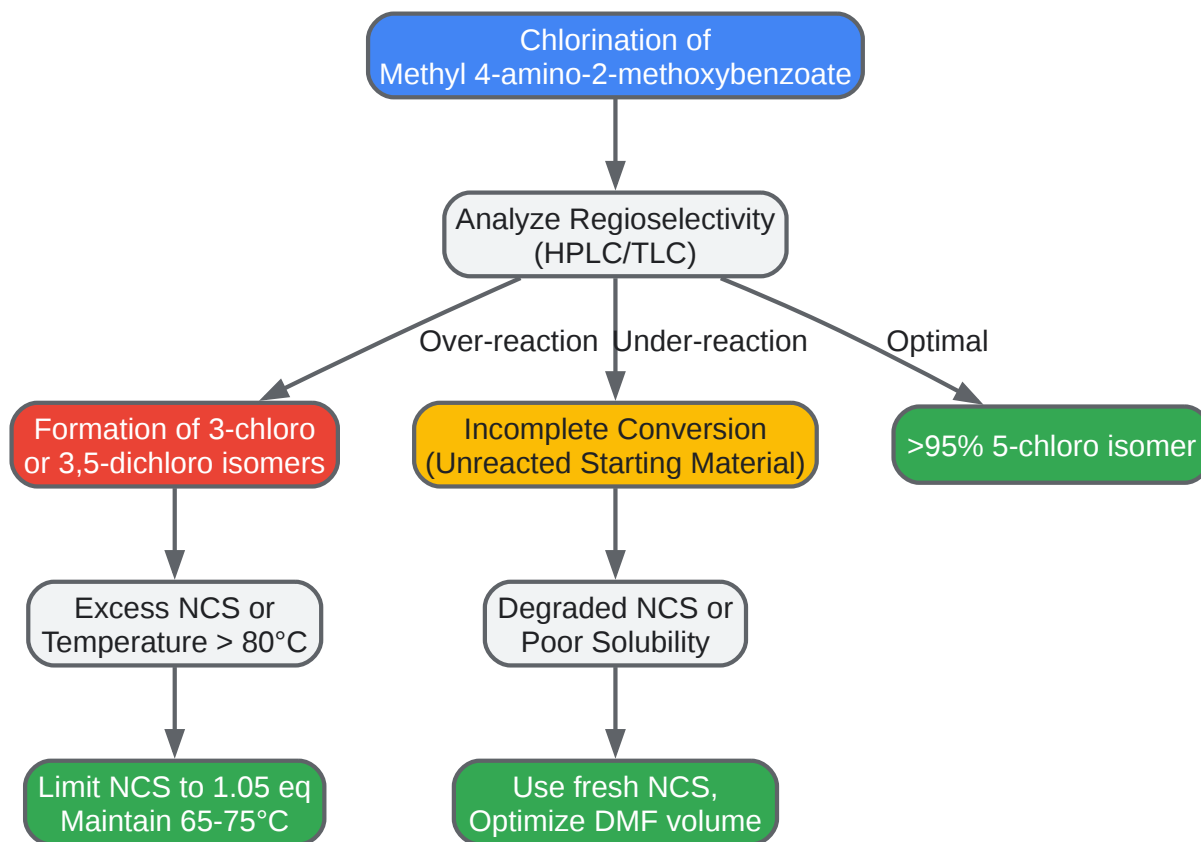 Chlorination of
Methyl 4-amino-2-methoxybenzoate
Analyze Regioselectivity
(HPLC/TLC)
Over-reaction
Under-reaction
Optimal
Formation of 3-chloro
or 3,5-dichloro isomers
Incomplete Conversion
(Unreacted Starting Material)
>95% 5-chloro isomer
Excess NCS or
Temperature > 80°C
Degraded NCS or
Poor Solubility
Limit NCS to 1.05 eq
Maintain 65-75°C
Use fresh NCS,
Optimize DMF volume